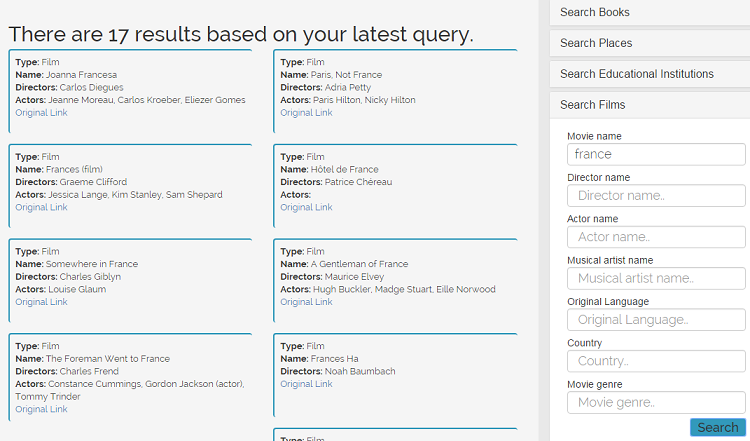 There are 17 results based on your latest query.
Type: Film
Name: Joanna Francesa
Directors: Carlos Diegues
Actors: Jeanne Moreau, Carlos Kroeber, Eliezer Gomes
Original Link
Type: Film
Name: Paris, Not France
Directors: Adria Petty
Actors: Paris Hilton, Nicky Hilton
Original Link
Type: Film
Name: Frances (film)
Directors: Graeme Clifford
Actors: Jessica Lange, Kim Stanley, Sam Shepard
Original Link
Type: Film
Name: Hôtel de France
Directors: Patrice Chéreau
Actors:
Original Link
Type: Film
Name: Somewhere in France
Directors: Charles Giblyn
Actors: Louise Glaum
Original Link
Type: Film
Name: A Gentleman of France
Directors: Maurice Elvey
Actors: Hugh Buckler, Madge Stuart, Eille Norwood
Original Link
Type: Film
Name: The Foreman Went to France
Directors: Charles Frend
Actors: Constance Cummings, Gordon Jackson (actor),
Tommy Trinder
Original Link
Type: Film
Name: Frances Ha
Directors: Noah Baumbach
Original Link
Search Books
Search Places
Search Educational Institutions
Search Films
Movie name
france
Director name
Director name..
Actor name
Actor name..
Musical artist name
Musical artist name..
Original Language
Original Language..
Country
Country..
Movie genre
Movie genre..
Search